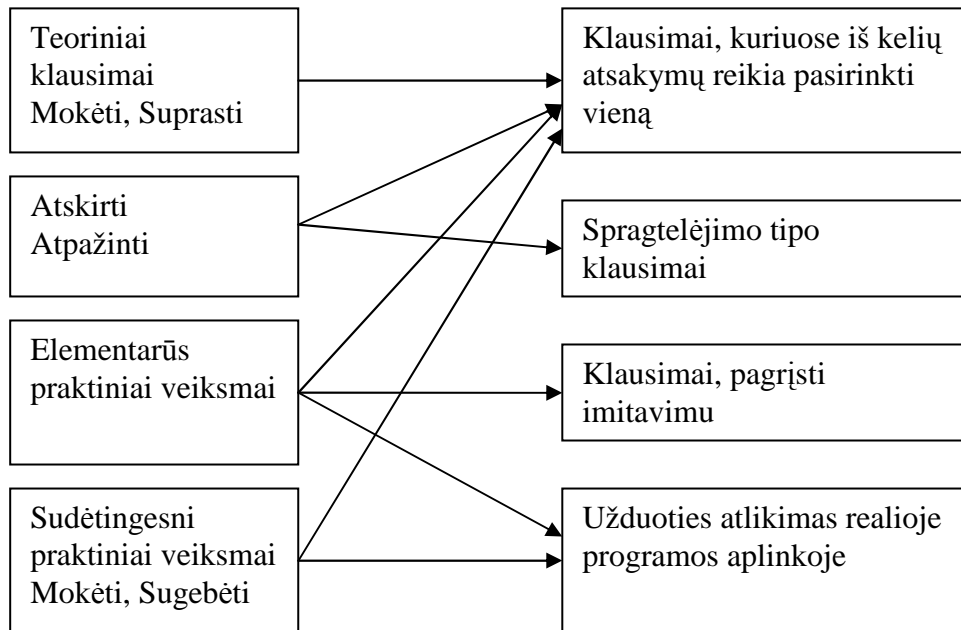 Teoriniai
klausimai
Mokėti, Suprasti
Atskirti
Atpažinti
Elementarūs
praktiniai veiksmai
Sudėtingesni
praktiniai veiksmai
Mokėti, Sugebėti
Klausimai, kuriuose iš kelių
atsakymų reikia pasirinkti
vieną
Spragtelėjimo tipo
klausimai
Klausimai, pagrįsti
imitavimu
Užduoties atlikimas realioje
programos aplinkoje